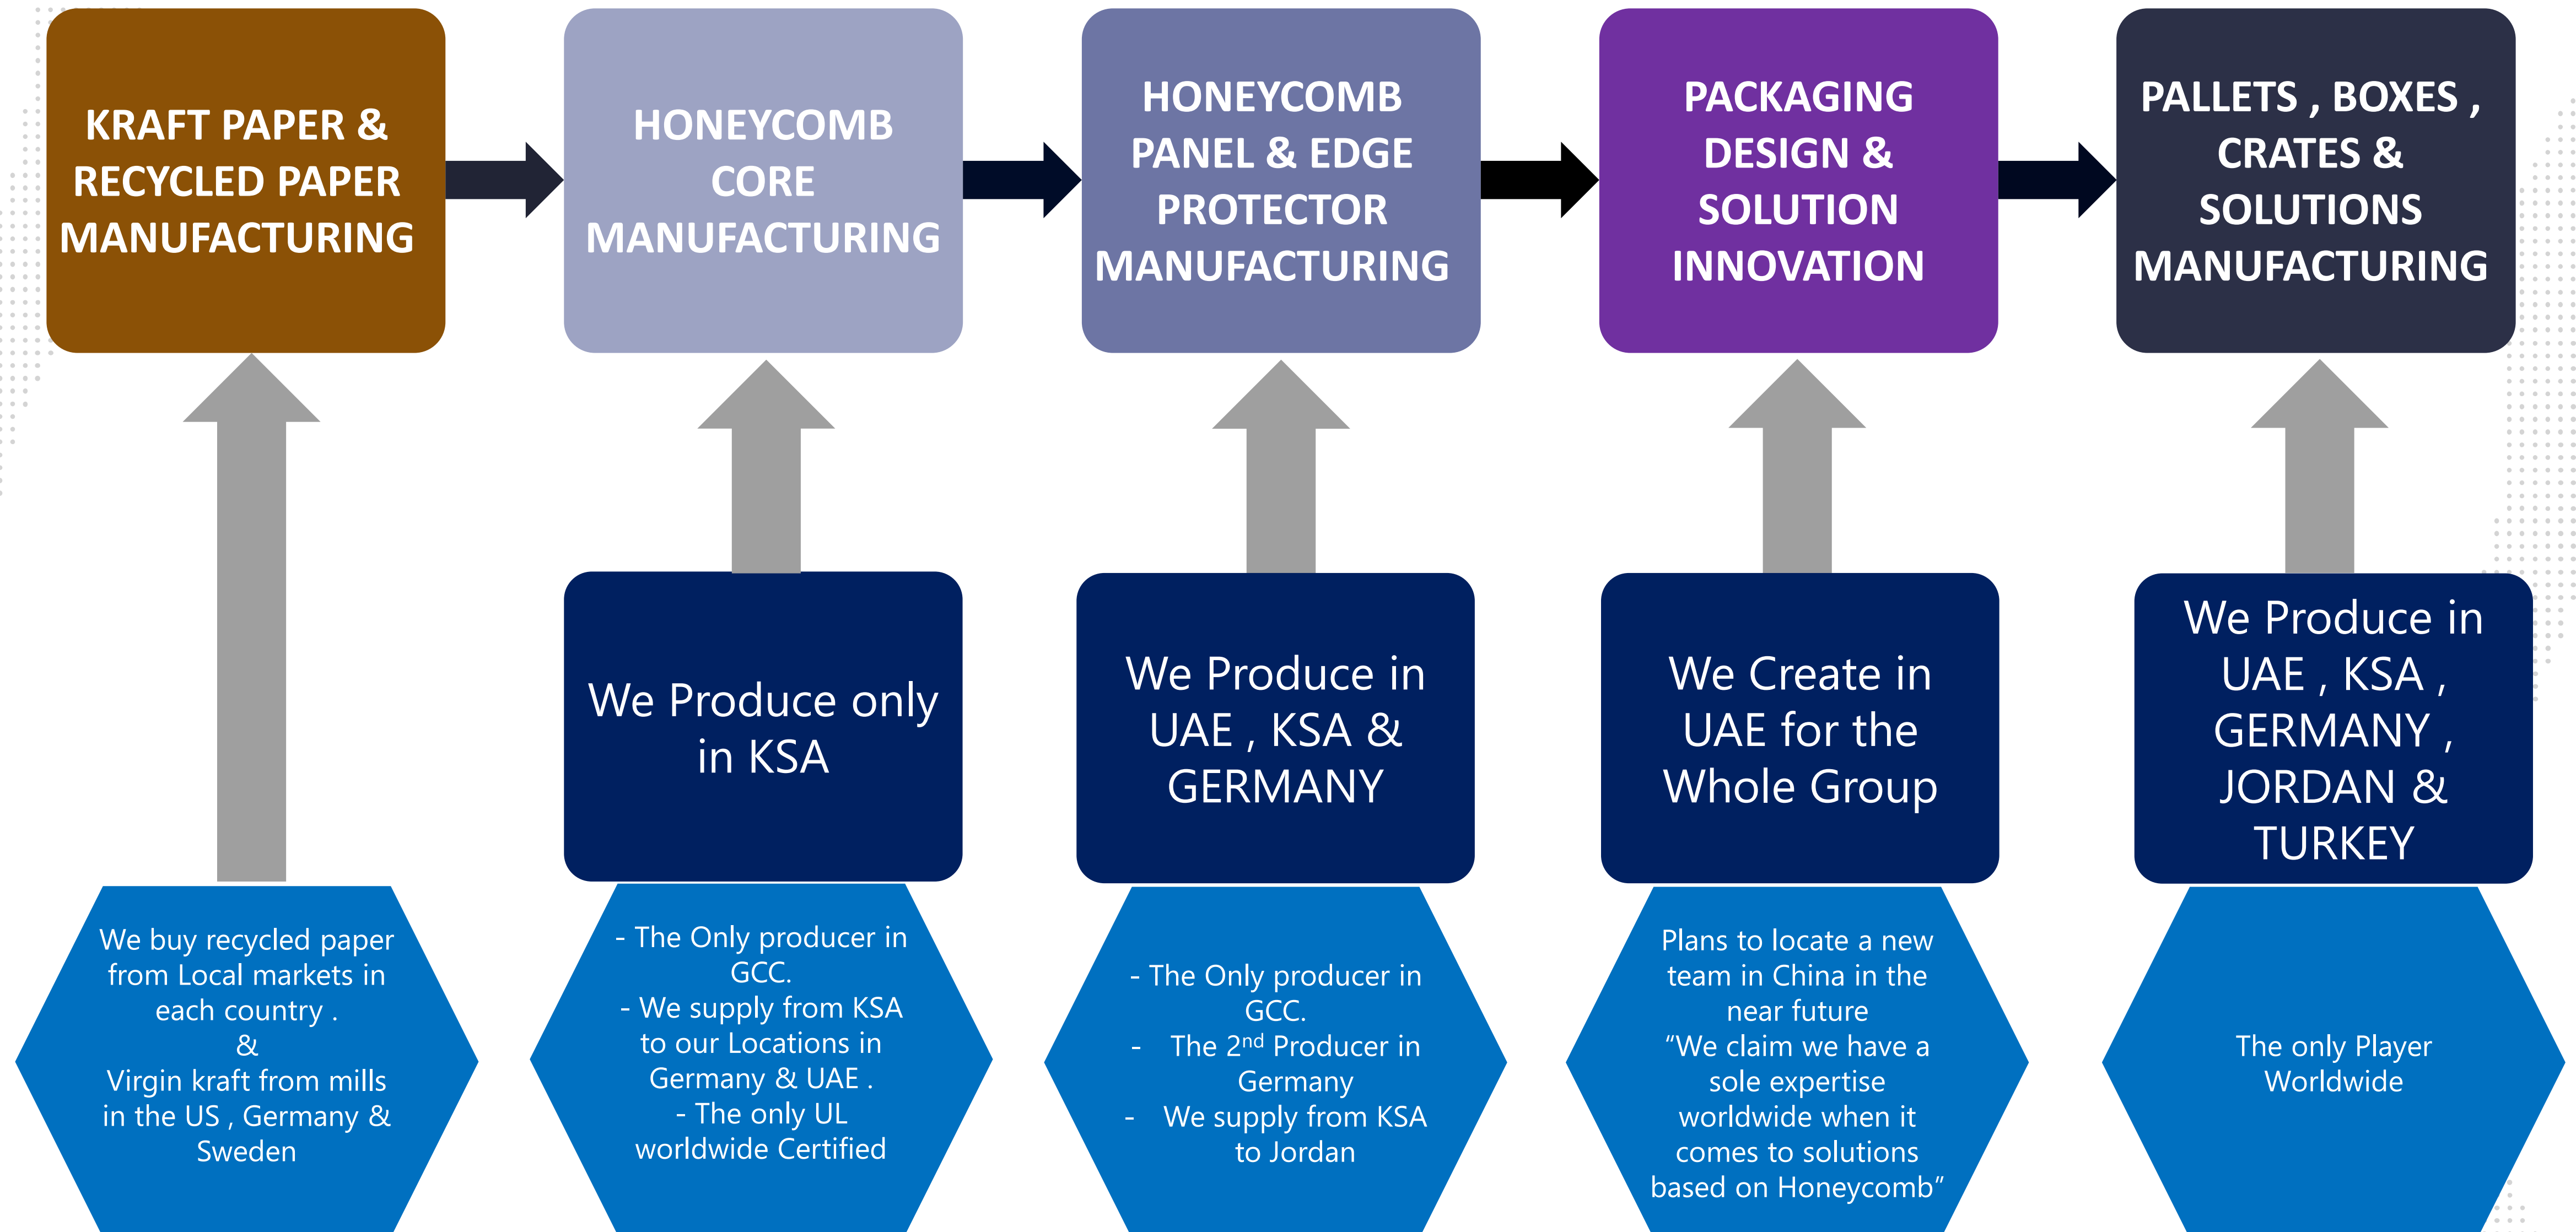 KRAFT PAPER &
RECYCLED PAPER
MANUFACTURING
HONEYCOMB
CORE
MANUFACTURING
HONEYCOMB
PANEL & EDGE
PROTECTOR
MANUFACTURING
PACKAGING
DESIGN &
SOLUTION
INNOVATION
PALLETS , BOXES ,
CRATES &
SOLUTIONS
MANUFACTURING
We Produce only
in KSA
We Produce in
UAE , KSA &
GERMANY
We Create in
UAE for the
Whole Group
We Produce in
UAE , KSA ,
GERMANY ,
JORDAN &
TURKEY
We buy recycled paper
from Local markets in
each country .
&
Virgin kraft from mills
in the US , Germany &
Sweden
- The Only producer in
GCC.
- We supply from KSA
to our Locations in
Germany & UAE .
- The only UL
worldwide Certified
- The Only producer in
GCC.
- The 2nd Producer in
Germany
- We supply from KSA
to Jordan
Plans to locate a new
team in China in the
near future
“We claim we have a
sole expertise
worldwide when it
comes to solutions
based on Honeycomb”
The only Player
Worldwide